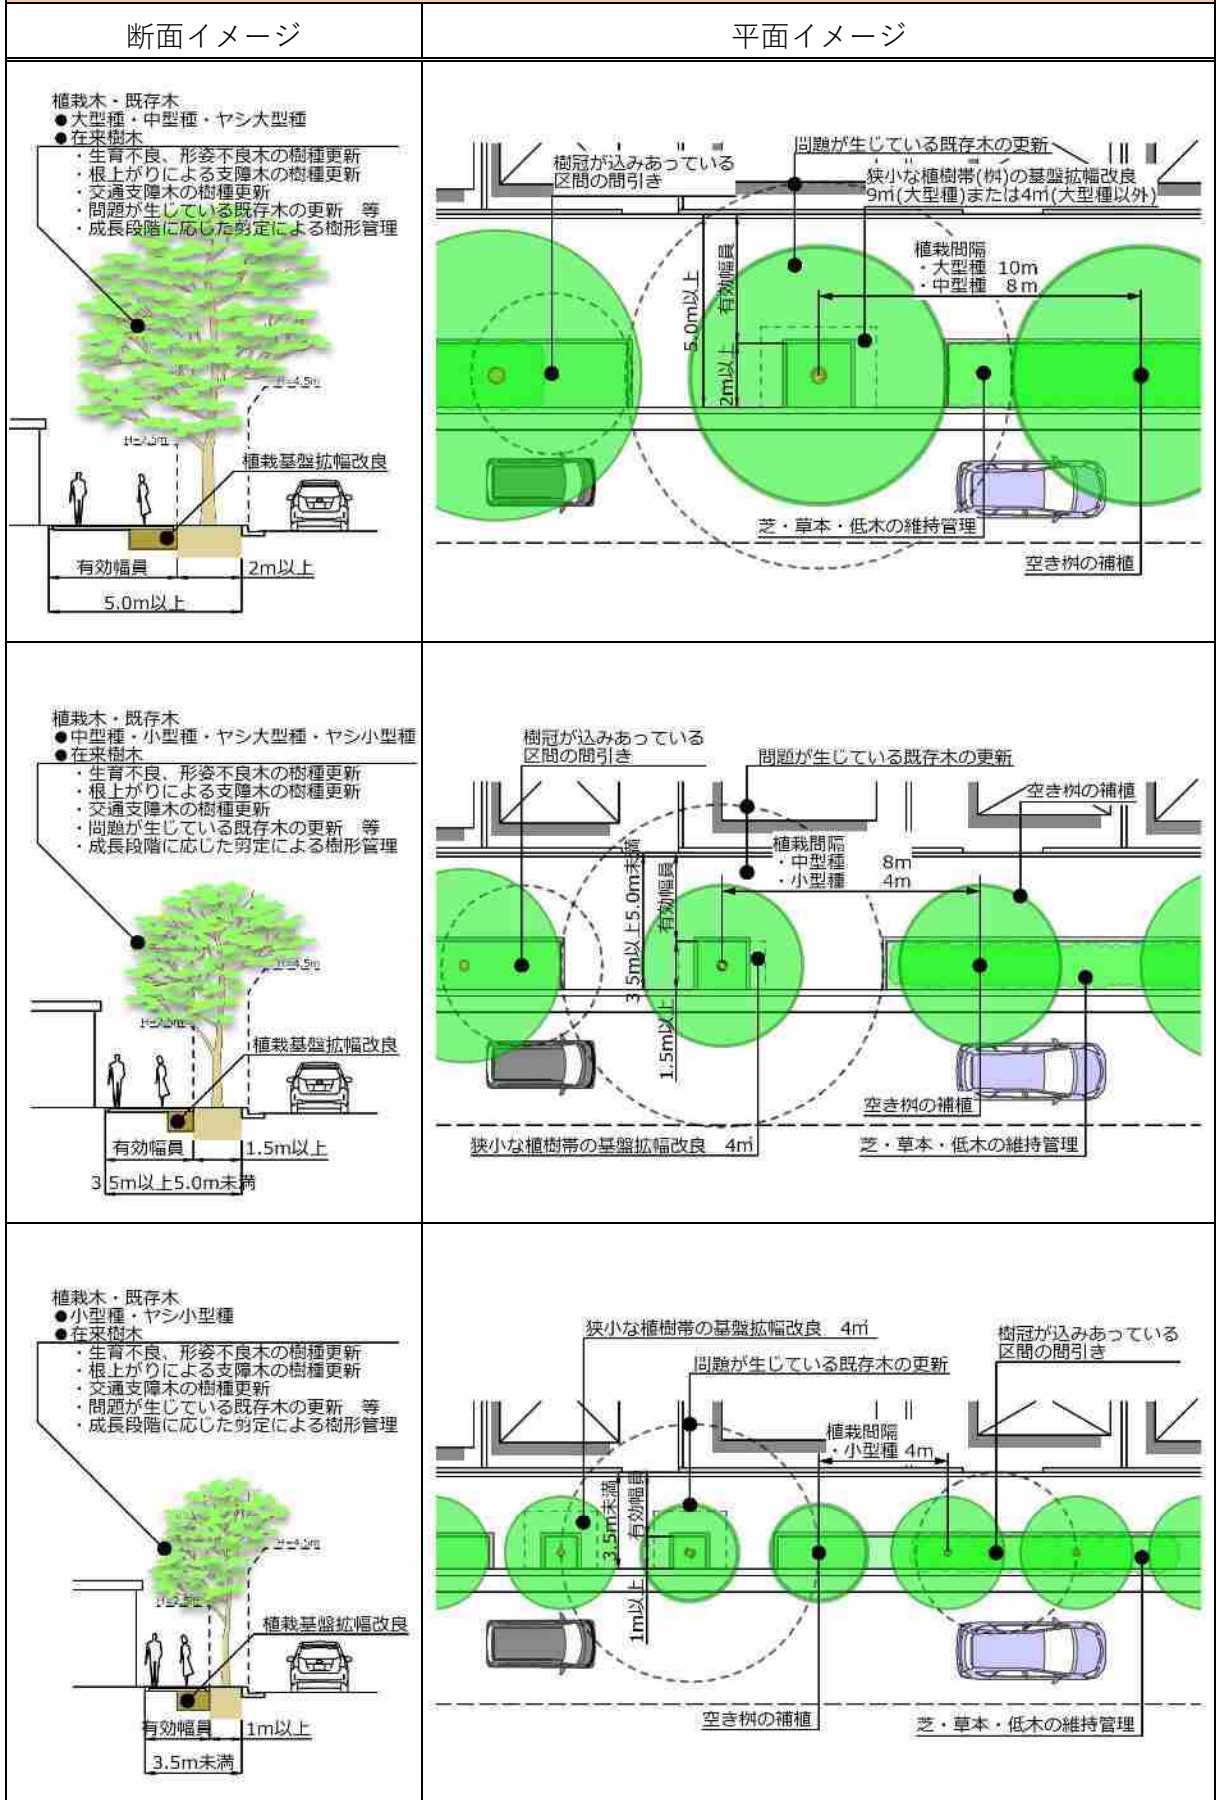 断面イメージ
平面イメージ
植栽木・既存木
●大型種・中型種・ヤシ大型種
●在来樹木
・生育不良、形姿不良木の樹種更新
・根上がりによる支障木の樹種更新
・交通支障木の樹種更新
・問題が生じている既存木の更新　等
・成長段階に応じた剪定による樹形管理
H=4.5m
H=2.5m
植栽基盤拡幅改良
有効幅員
2m以上
5.0m以上
問題が生じている既存木の更新
樹冠が込みあっている
区間の間引き
狭小な植樹帯(桝)の基盤拡幅改良
9㎡(大型種)または4㎡(大型種以外)
植栽間隔
・大型種 10m
・中型種 8m
5.0m以上
有効幅員
2m以上
芝・草本・低木の維持管理
空き桝の補植
植栽木・既存木
●中型種・小型種・ヤシ大型種・ヤシ小型種
●在来樹木
・生育不良、形姿不良木の樹種更新
・根上がりによる支障木の樹種更新
・交通支障木の樹種更新
・問題が生じている既存木の更新　等
・成長段階に応じた剪定による樹形管理
H=4.5m
H=2.5m
植栽基盤拡幅改良
有効幅員
1.5m以上
3.5m以上5.0m未満
樹冠が込みあっている
区間の間引き
問題が生じている既存木の更新
空き桝の補植
植栽間隔
・中型種 8m
・小型種 4m
3.5m以上5.0m未満
有効幅員
1.5m以上
空き桝の補植
狭小な植樹帯の基盤拡幅改良　4㎡
芝・草本・低木の維持管理
植栽木・既存木
●小型種・ヤシ小型種
●在来樹木
・生育不良、形姿不良木の樹種更新
・根上がりによる支障木の樹種更新
・交通支障木の樹種更新
・問題が生じている既存木の更新　等
・成長段階に応じた剪定による樹形管理
H=4.5m
H=2.5m
植栽基盤拡幅改良
有効幅員
1m以上
3.5m未満
狭小な植樹帯の基盤拡幅改良　4㎡
樹冠が込みあっている
区間の間引き
問題が生じている既存木の更新
植栽間隔
・小型種 4m
3.5m未満
有効幅員
1m以上
空き桝の補植
芝・草本・低木の維持管理